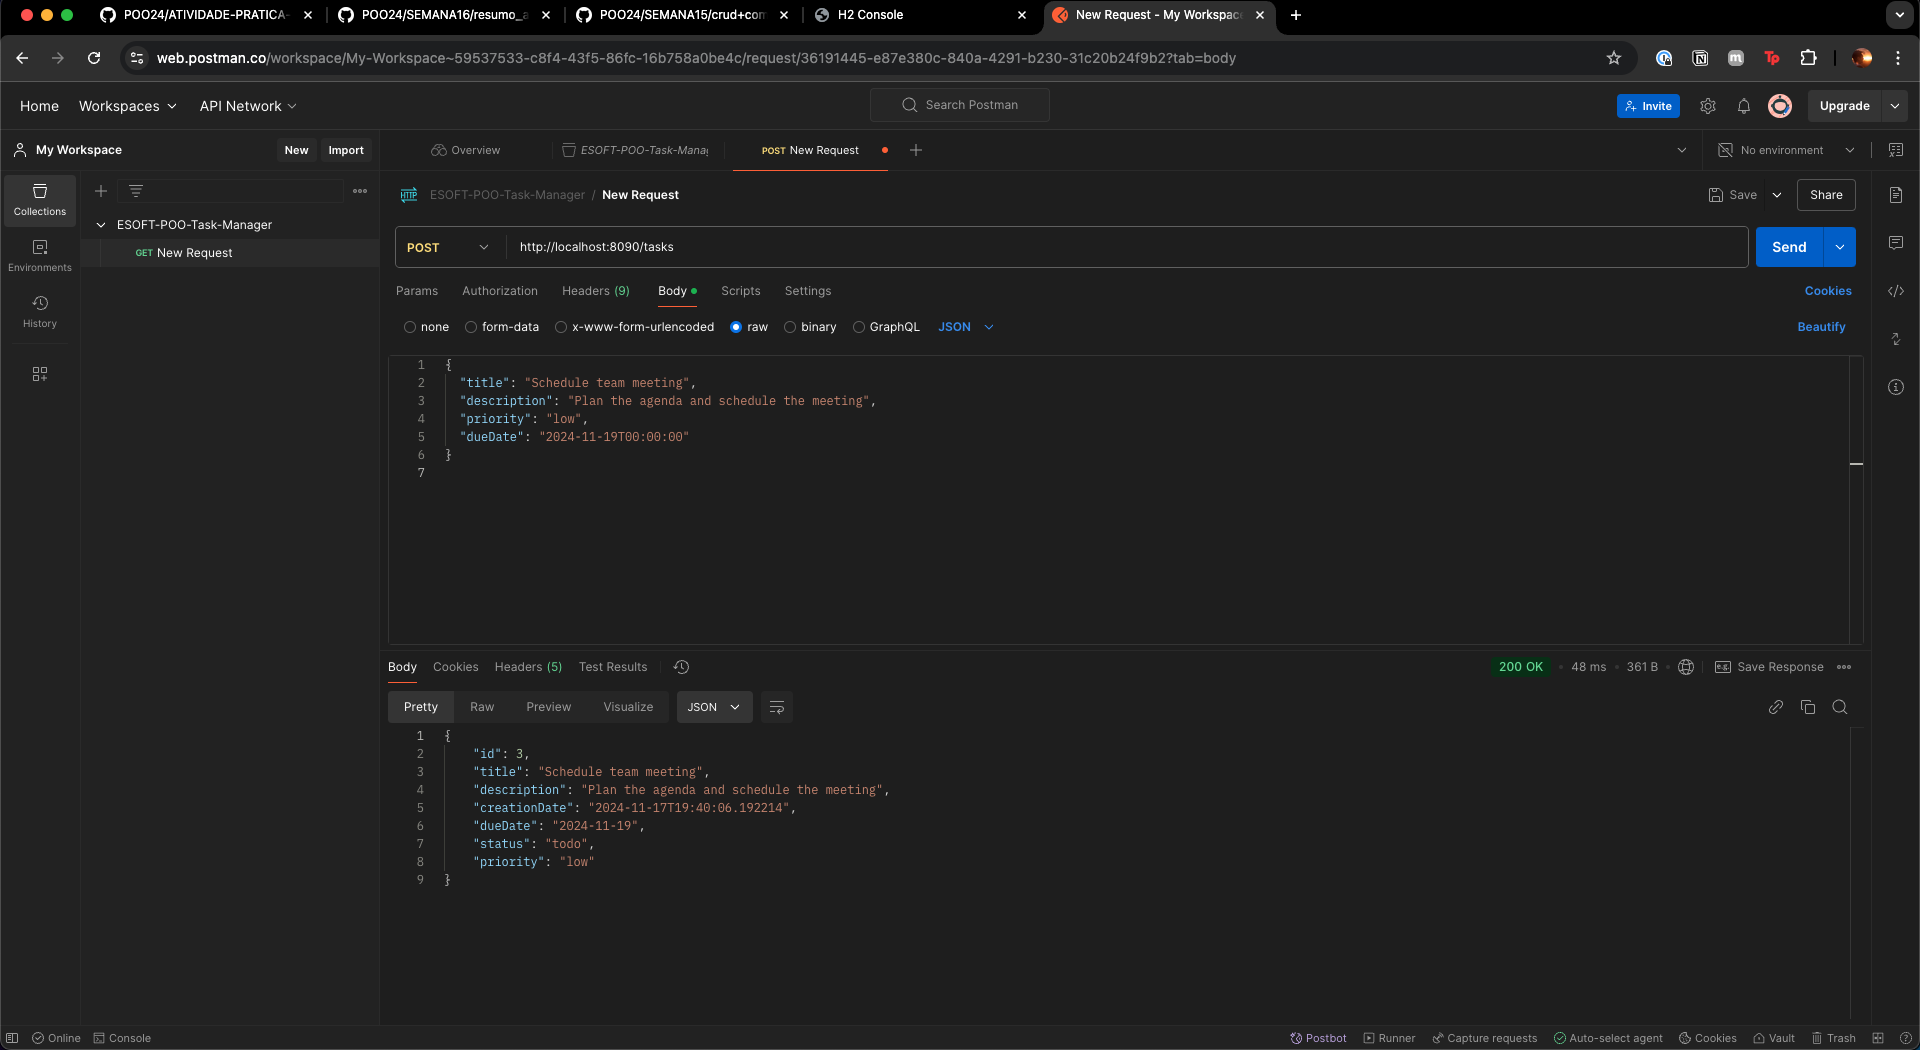 POO24/ATIVIDADE-PRATICA-
POO24/SEMANA16/resumo_a
POO24/SEMANA15/crud+com
H2 Console
New Request - My Workspace
web.postman.co/workspace/My-Workspace~59537533-c8f4-43f5-86fc-16b758a0be4c/request/36191445-e87e380c-840a-4291-b230-31c20b24f9b2?tab=body
Home Workspaces API Network
Search Postman
Invite
Upgrade
My Workspace
New Import
Overview
ESOFT-POO-Task-Mana
POST New Request
No environment
Collections
Environments
History
ESOFT-POO-Task-Manager
GET New Request
HTTP ESOFT-POO-Task-Manager / New Request
Save
Share
POST http://localhost:8090/tasks
Send
Params Authorization Headers (9) Body Scripts Settings
Cookies
none form-data x-www-form-urlencoded raw binary GraphQL JSON
Beautify
1 {
2 "title": "Schedule team meeting",
3 "description": "Plan the agenda and schedule the meeting",
4 "priority": "low",
5 "dueDate": "2024-11-19T00:00:00"
6 }
7
Body Cookies Headers (5) Test Results
200 OK 48 ms 361 B
e.g. Save Response
Pretty Raw Preview Visualize JSON
1 {
2 "id": 3,
3 "title": "Schedule team meeting",
4 "description": "Plan the agenda and schedule the meeting",
5 "creationDate": "2024-11-17T19:40:06.192214",
6 "dueDate": "2024-11-19",
7 "status": "todo",
8 "priority": "low"
9 }
Online Console
Postbot Runner Capture requests Auto-select agent Cookies Vault Trash